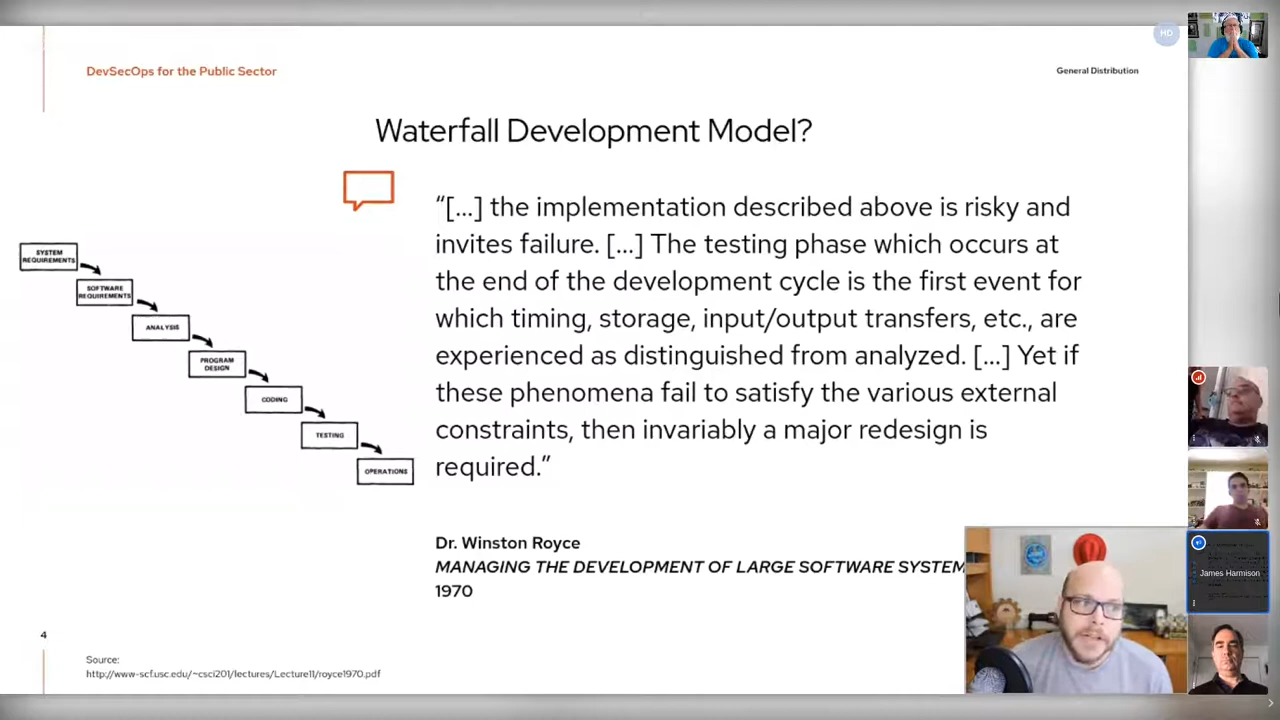 MD
DevSecOps for the Public Sector
General Distribution
Waterfall Development Model?
“[...] the implementation described above is risky and
invites failure. [...] The testing phase which occurs at
the end of the development cycle is the first event for
which timing, storage, input/output transfers, etc., are
experienced as distinguished from analyzed. [...] Yet if
these phenomena fail to satisfy the various external
constraints, then invariably a major redesign is
required.”
SYSTEM
REQUIREMENTS
SOFTWARE
REQUIREMENTS
ANALYSIS
PROGRAM
DESIGN
CODING
TESTING
OPERATIONS
Dr. Winston Royce
MANAGING THE DEVELOPMENT OF LARGE SOFTWARE SYSTEM
1970
James Harmison
4
Source:
http://www-scf.usc.edu/~csci201/lectures/Lecture11/royce1970.pdf